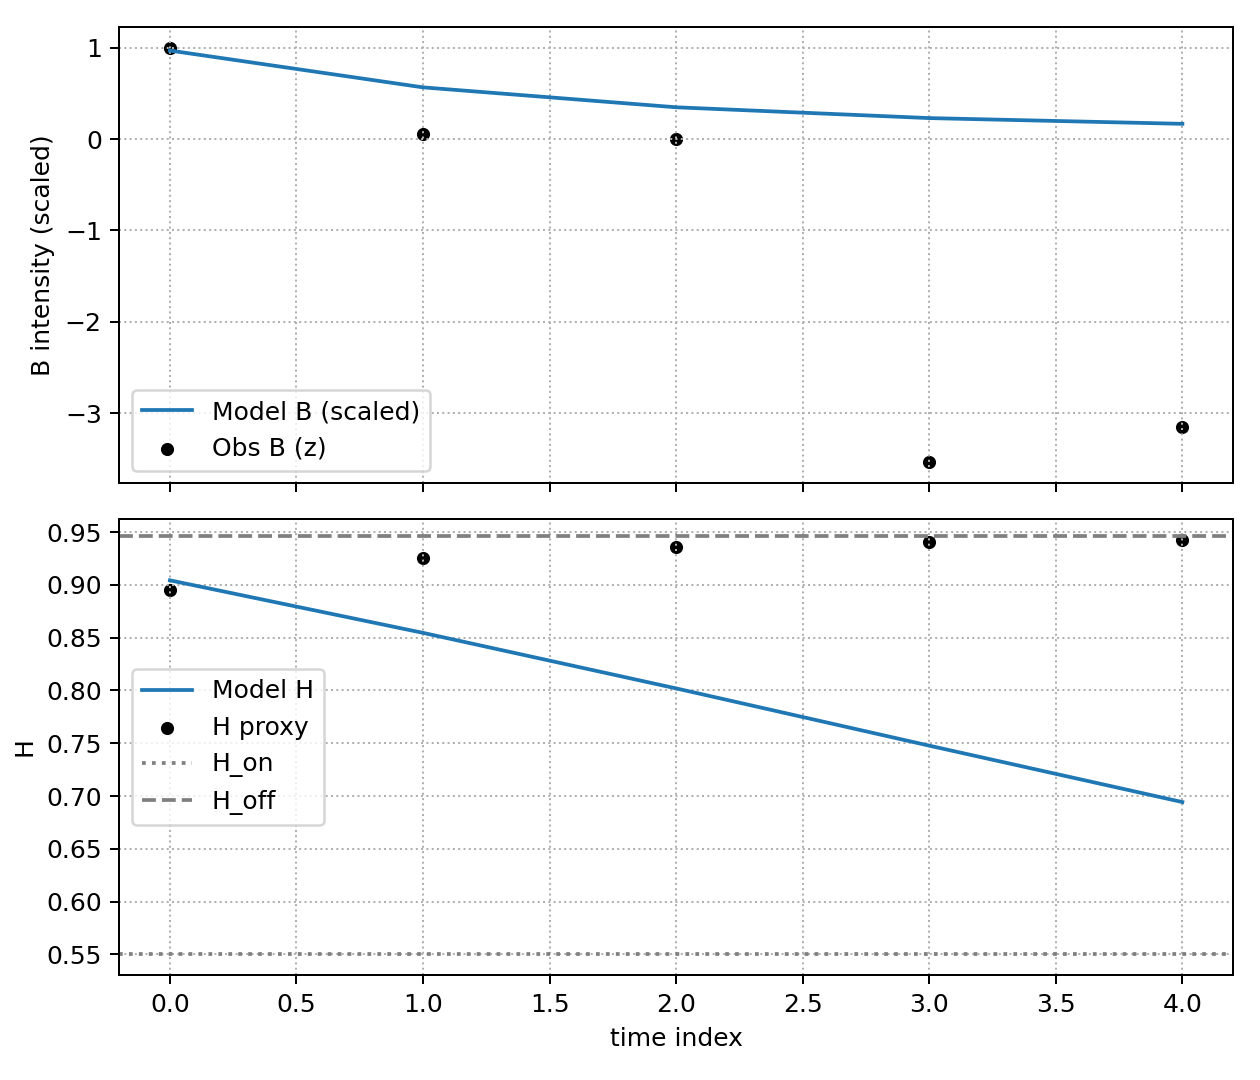 B intensity (scaled)
1
0
−1
−2
−3
Model B (scaled)
Obs B (z)
H
0.95
0.90
0.85
0.80
0.75
0.70
0.65
0.60
0.55
Model H
H proxy
H_on
H_off
0.0 0.5 1.0 1.5 2.0 2.5 3.0 3.5 4.0
time index